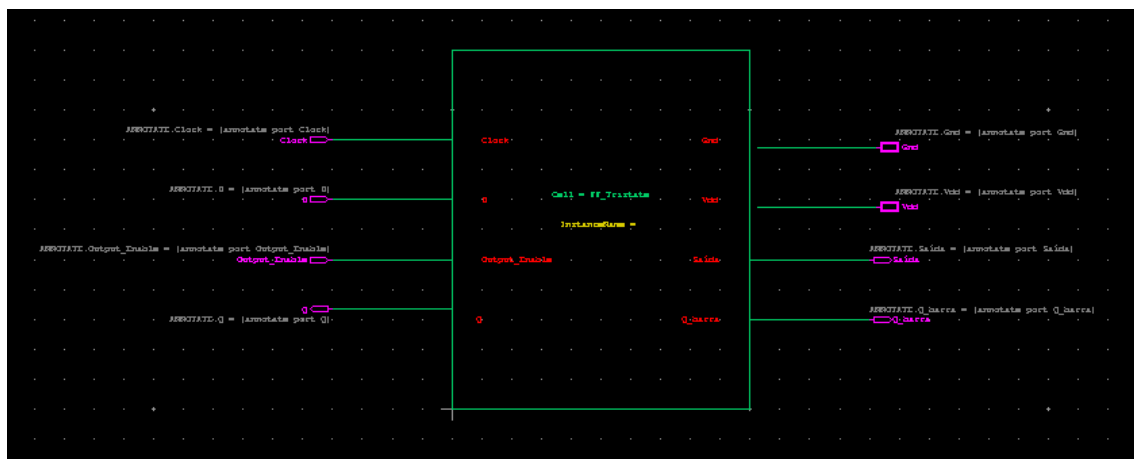 ANNOTATE.Clock = |annotate port Clock|
Clock
Clock
Gnd
ANNOTATE.Gnd = |annotate port Gnd|
Gnd
ANNOTATE.D = |annotate port D|
D
D
Cell = FF_Tristate
Vdd
ANNOTATE.Vdd = |annotate port Vdd|
Vdd
InstanceName =
ANNOTATE.Output_Enable = |annotate port Output_Enable|
Output_Enable
Output_Enable
Saída
ANNOTATE.Saída = |annotate port Saída|
Saída
Q
ANNOTATE.Q = |annotate port Q|
Q
Q_barra
ANNOTATE.Q_barra = |annotate port Q_barra|
Q_barra